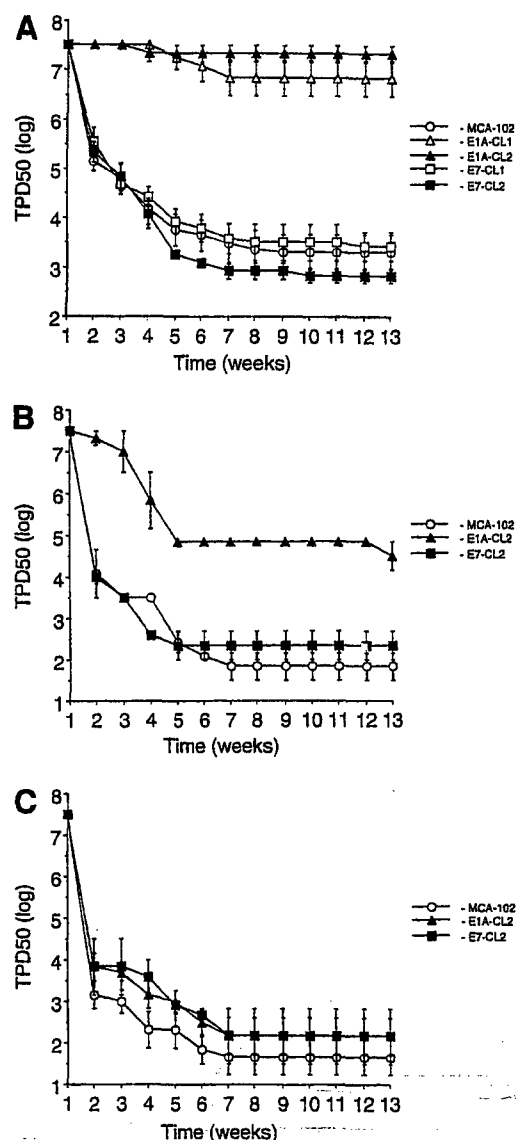 A
8
7
6
5
4
3
2
TPD50 (log)
1 2 3 4 5 6 7 8 9 10 11 12 13
Time (weeks)
- MCA-102
- E1A-CL1
- E1A-CL2
- E7-CL1
- E7-CL2
B
8
7
6
5
4
3
2
1
TPD50 (log)
1 2 3 4 5 6 7 8 9 10 11 12 13
Time (weeks)
- MCA-102
- E1A-CL2
- E7-CL2
C
8
7
6
5
4
3
2
1
TPD50 (log)
1 2 3 4 5 6 7 8 9 10 11 12 13
Time (weeks)
- MCA-102
- E1A-CL2
- E7-CL2